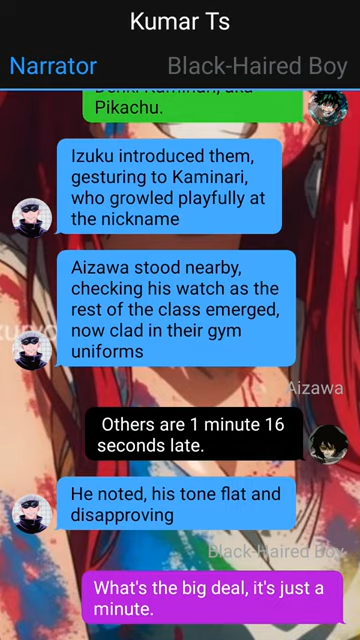 Kumar Ts
Narrator
Black-Haired Boy
Denki Kaminari, aka
Pikachu.
Izuku introduced them,
gesturing to Kaminari,
who growled playfully at
the nickname
Aizawa stood nearby,
checking his watch as the
rest of the class emerged,
now clad in their gym
uniforms
Aizawa
Others are 1 minute 16
seconds late.
He noted, his tone flat and
disapproving
Black-Haired Boy
What's the big deal, it's just a
minute.